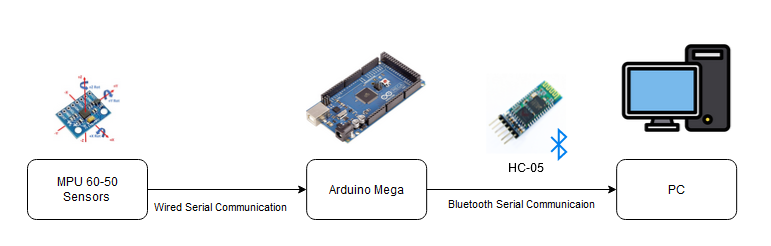 HC-05
MPU 60-50
Sensors
Arduino Mega
PC
Wired Serial Communication
Bluetooth Serial Communicaion